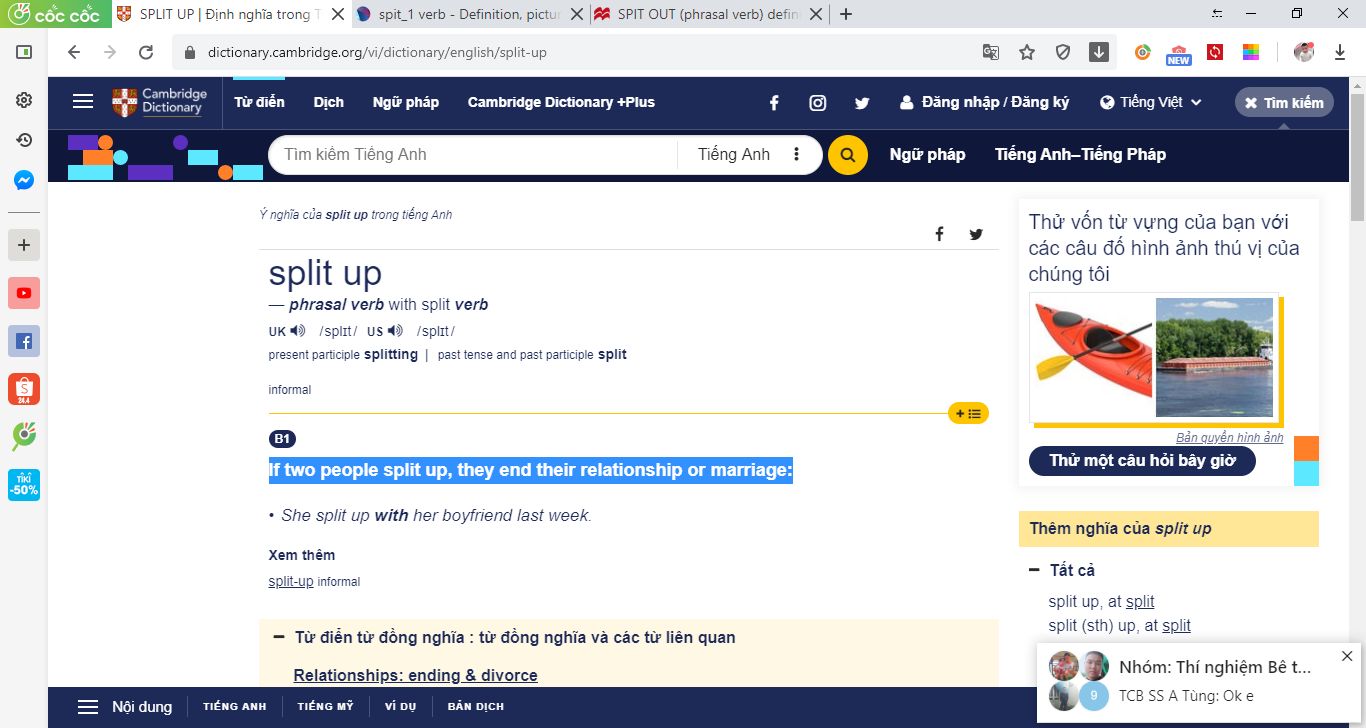 cốc cốc
SPLIT UP | Định nghĩa trong T
spit_1 verb - Definition, pictur
SPIT OUT (phrasal verb) defini
dictionary.cambridge.org/vi/dictionary/english/split-up
NEW
Cambridge
Dictionary
Từ điển
Dịch
Ngữ pháp
Cambridge Dictionary +Plus
Đăng nhập / Đăng ký
Tiếng Việt
Tìm kiếm
Tìm kiếm Tiếng Anh
Tiếng Anh
Ngữ pháp
Tiếng Anh–Tiếng Pháp
24.4
TIKI
-50%
Ý nghĩa của split up trong tiếng Anh
split up
— phrasal verb with split verb
UK /splɪt/ US /splɪt/
present participle splitting | past tense and past participle split
informal
B1
If two people split up, they end their relationship or marriage:
• She split up with her boyfriend last week.
Xem thêm
split-up informal
Từ điển từ đồng nghĩa : từ đồng nghĩa và các từ liên quan
Relationships: ending & divorce
Thử vốn từ vựng của bạn với
các câu đố hình ảnh thú vị của
chúng tôi
Bản quyền hình ảnh
Thử một câu hỏi bây giờ
Thêm nghĩa của split up
Tất cả
split up, at split
split (sth) up, at split
Nhóm: Thí nghiệm Bê t...
9
TCB SS A Tùng: Ok e
Nội dung
TIẾNG ANH
TIẾNG MỸ
VÍ DỤ
BẢN DỊCH